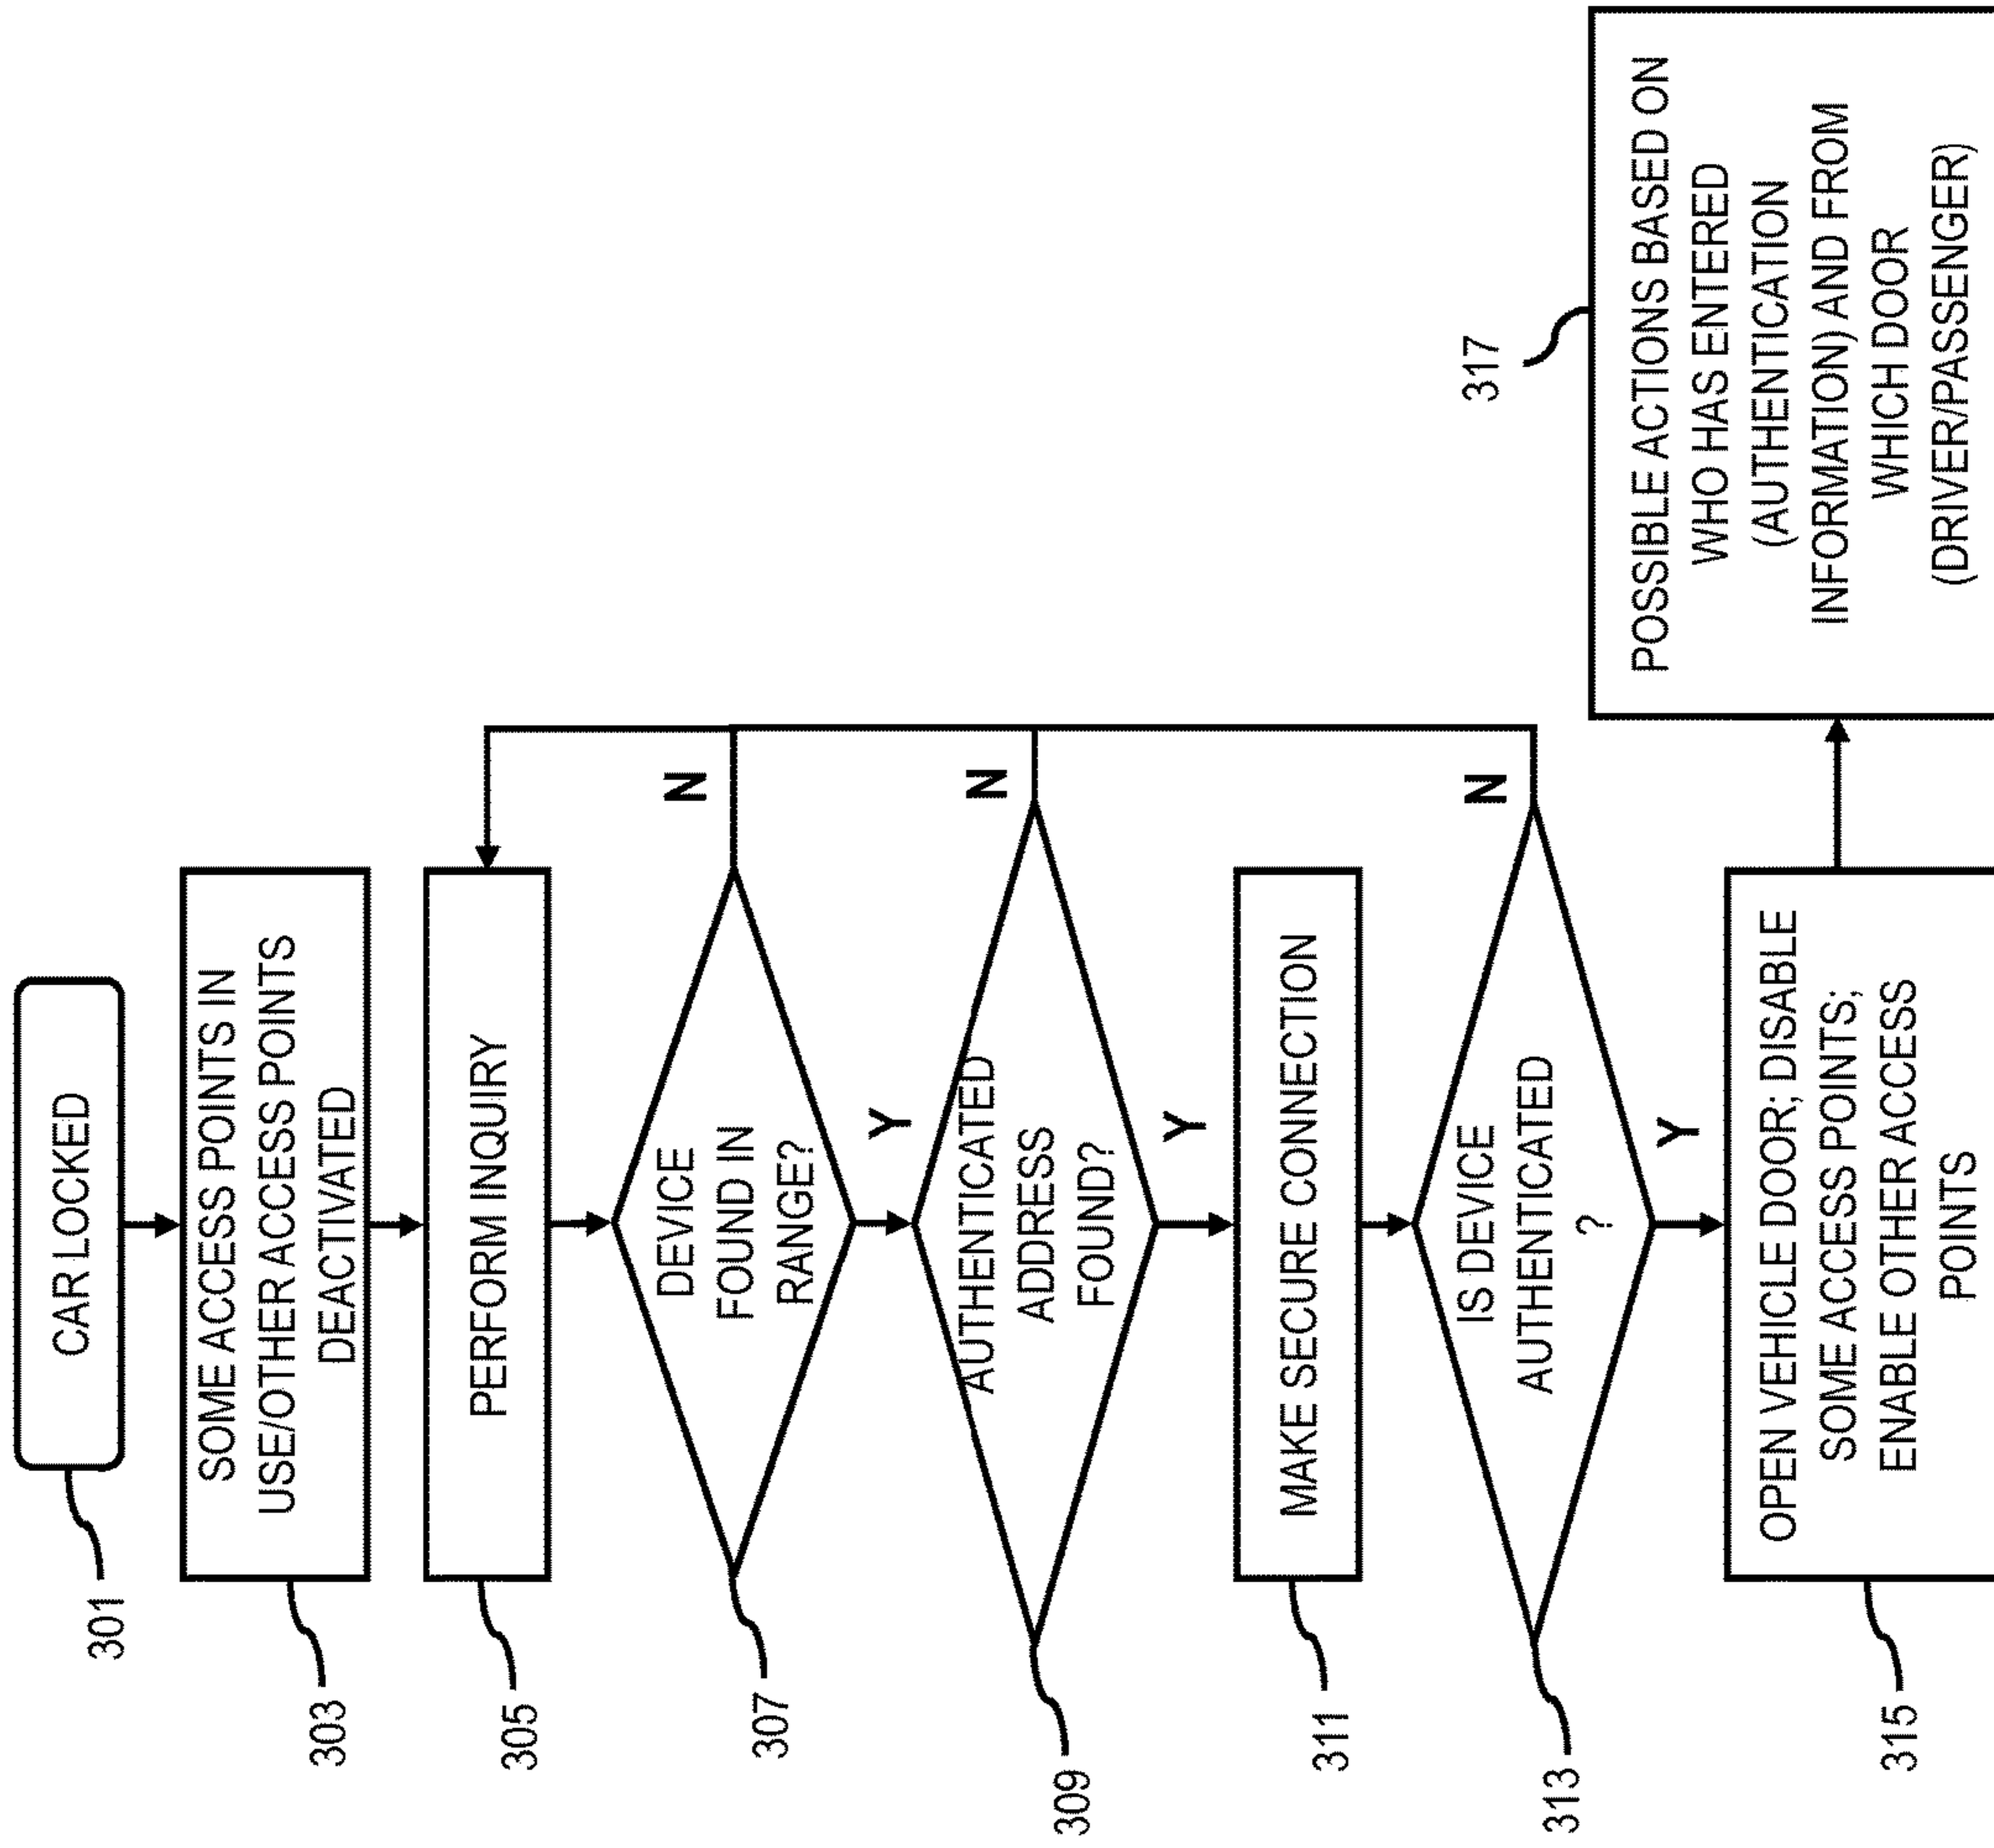 CAR LOCKED
301
SOME ACCESS POINTS IN
USE/OTHER ACCESS POINTS
DEACTIVATED
303
PERFORM INQUIRY
305
DEVICE
FOUND IN
RANGE?
307
N
Y
AUTHENTICATED
ADDRESS
FOUND?
309
N
Y
MAKE SECURE CONNECTION
311
IS DEVICE
AUTHENTICATED
?
313
N
Y
OPEN VEHICLE DOOR; DISABLE
SOME ACCESS POINTS;
ENABLE OTHER ACCESS
POINTS
315
317
POSSIBLE ACTIONS BASED ON
WHO HAS ENTERED
(AUTHENTICATION
INFORMATION) AND FROM
WHICH DOOR
(DRIVER/PASSENGER)